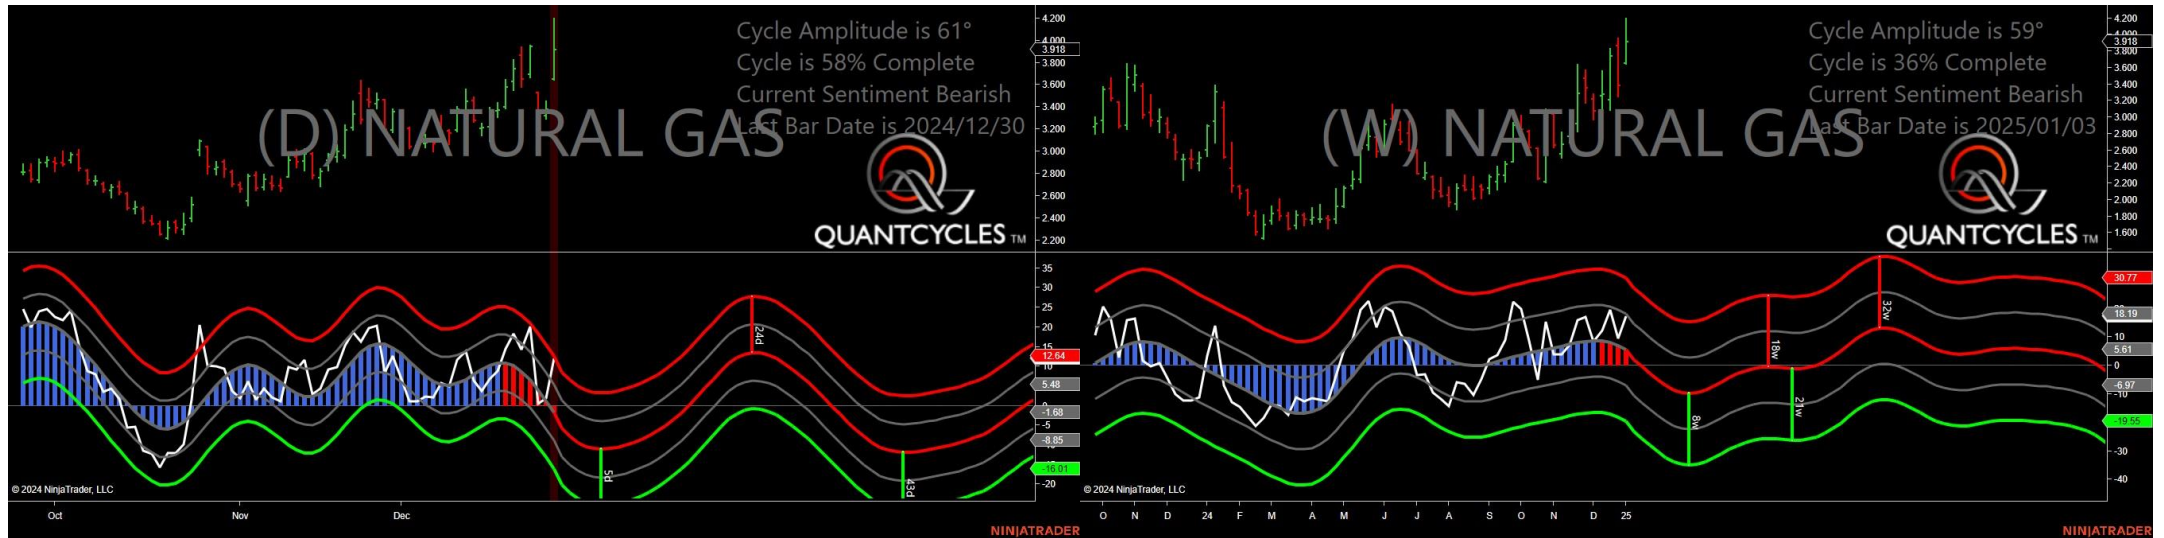 Cycle Amplitude is 61°
Cycle is 58% Complete
Current Sentiment Bearish
Last Bar Date is 2024/12/30
(D) NATURAL GAS
QUANTCYCLES TM
4.200
4.000
3.918
3.800
3.600
3.400
3.200
3.000
2.800
2.600
2.400
2.200
35
30
25
20
15
12.64
10
5.48
0
-1.68
-5
-8.85
-16.01
-20
24d
5d
43d
© 2024 NinjaTrader, LLC
Oct Nov Dec
NINJATRADER
Cycle Amplitude is 59°
Cycle is 36% Complete
Current Sentiment Bearish
Last Bar Date is 2025/01/03
(W) NATURAL GAS
QUANTCYCLES TM
4.200
4.000
3.918
3.800
3.600
3.400
3.200
3.000
2.800
2.600
2.400
2.200
2.000
1.800
1.600
30.77
18.19
10
5.61
0
-6.97
-10
-19.55
-30
-40
18w
32w
8w
21w
© 2024 NinjaTrader, LLC
O N D 24 F M A M J J A S O N D 25
NINJATRADER